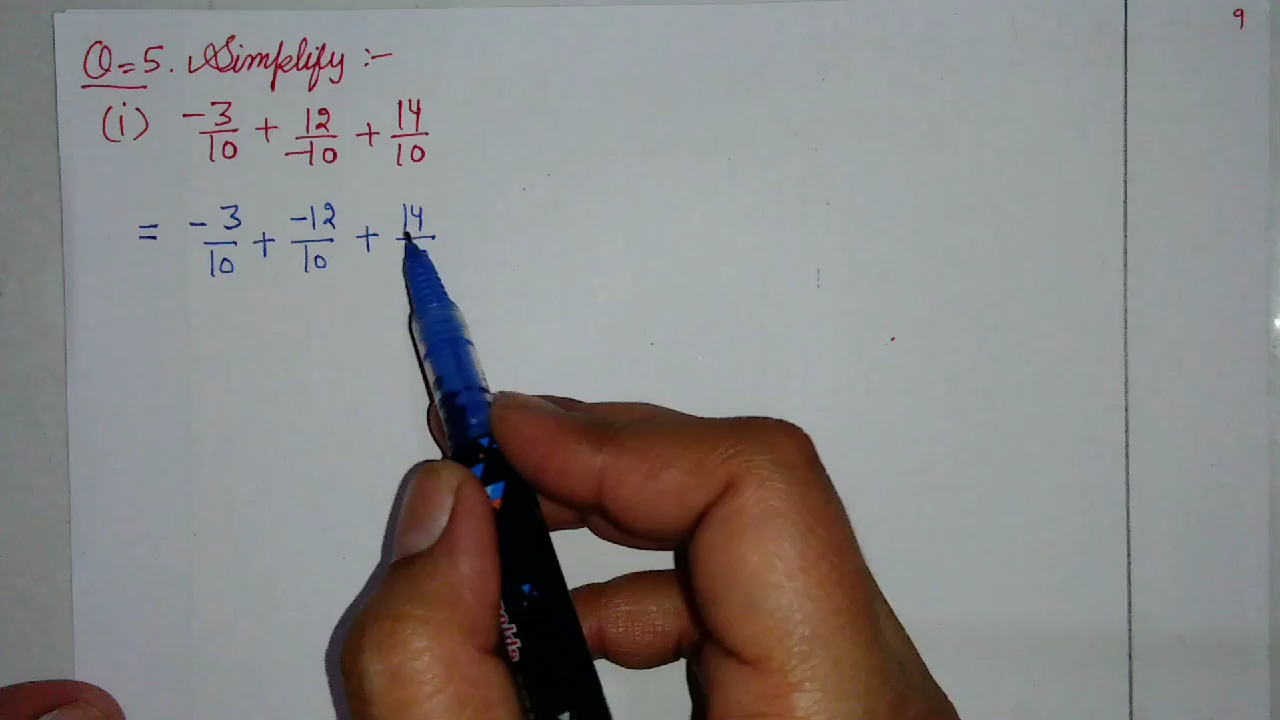 9
Q=5. Simplify :-
(i) -3/10 + 12/-10 + 14/10
= -3/10 + -12/10 + 14/